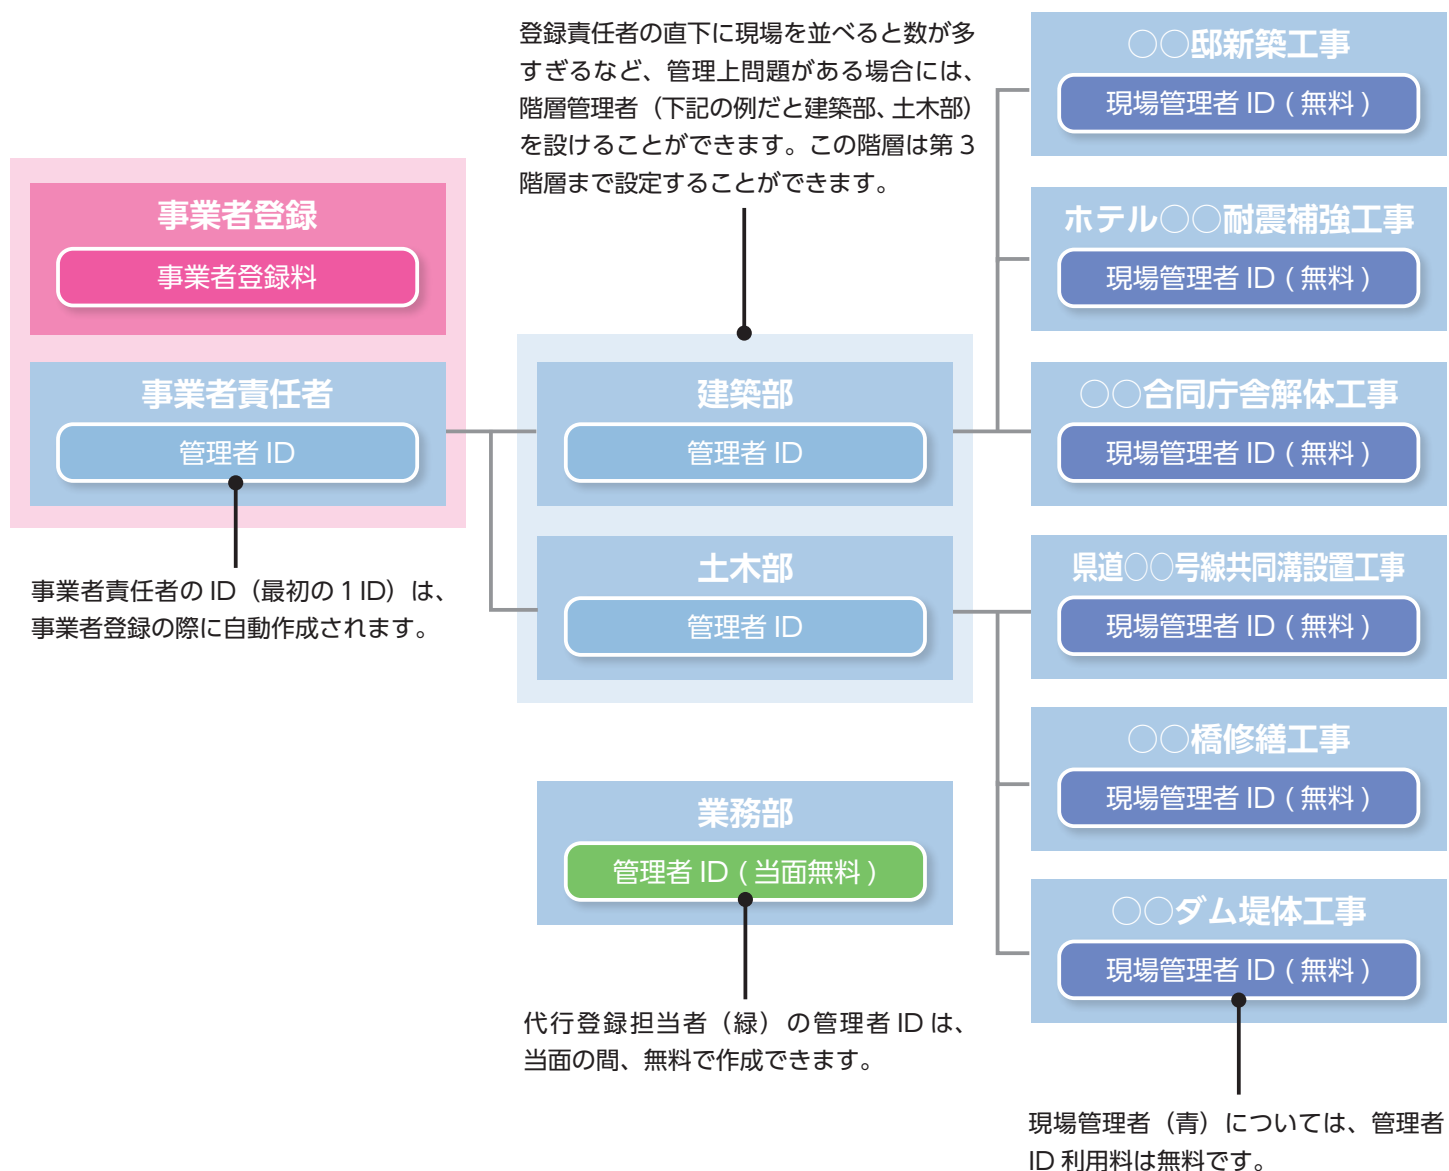 登録責任者の直下に現場を並べると数が多
すぎるなど、管理上問題がある場合には、
階層管理者（下記の例だと建築部、土木部）
を設けることができます。この階層は第 3
階層まで設定することができます。
事業者登録
事業者登録料
事業者責任者
管理者 ID
事業者責任者の ID（最初の 1 ID）は、
事業者登録の際に自動作成されます。
建築部
管理者 ID
土木部
管理者 ID
業務部
管理者 ID ( 当面無料 )
代行登録担当者（緑）の管理者 ID は、
当面の間、無料で作成できます。
○○邸新築工事
現場管理者 ID ( 無料 )
ホテル○○耐震補強工事
現場管理者 ID ( 無料 )
○○合同庁舎解体工事
現場管理者 ID ( 無料 )
県道○○号線共同溝設置工事
現場管理者 ID ( 無料 )
○○橋修繕工事
現場管理者 ID ( 無料 )
○○ダム堤体工事
現場管理者 ID ( 無料 )
現場管理者（青）については、管理者
ID 利用料は無料です。